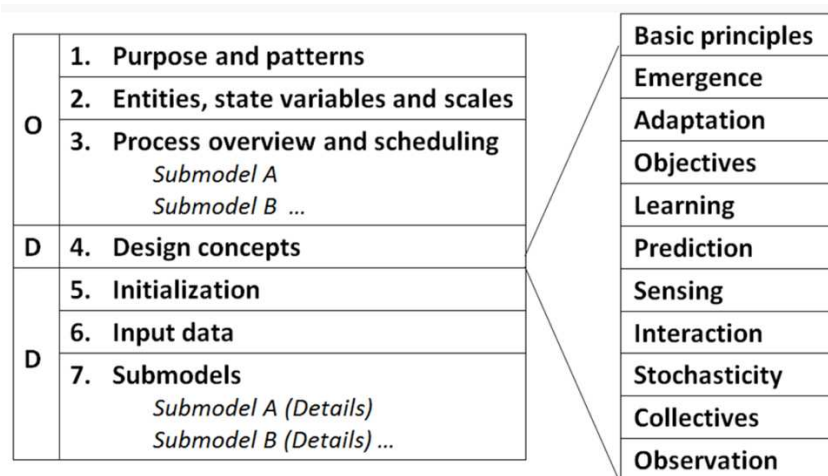 O
1. Purpose and patterns
2. Entities, state variables and scales
3. Process overview and scheduling
Submodel A
Submodel B ...
D
4. Design concepts
D
5. Initialization
6. Input data
7. Submodels
Submodel A (Details)
Submodel B (Details) ...
Basic principles
Emergence
Adaptation
Objectives
Learning
Prediction
Sensing
Interaction
Stochasticity
Collectives
Observation